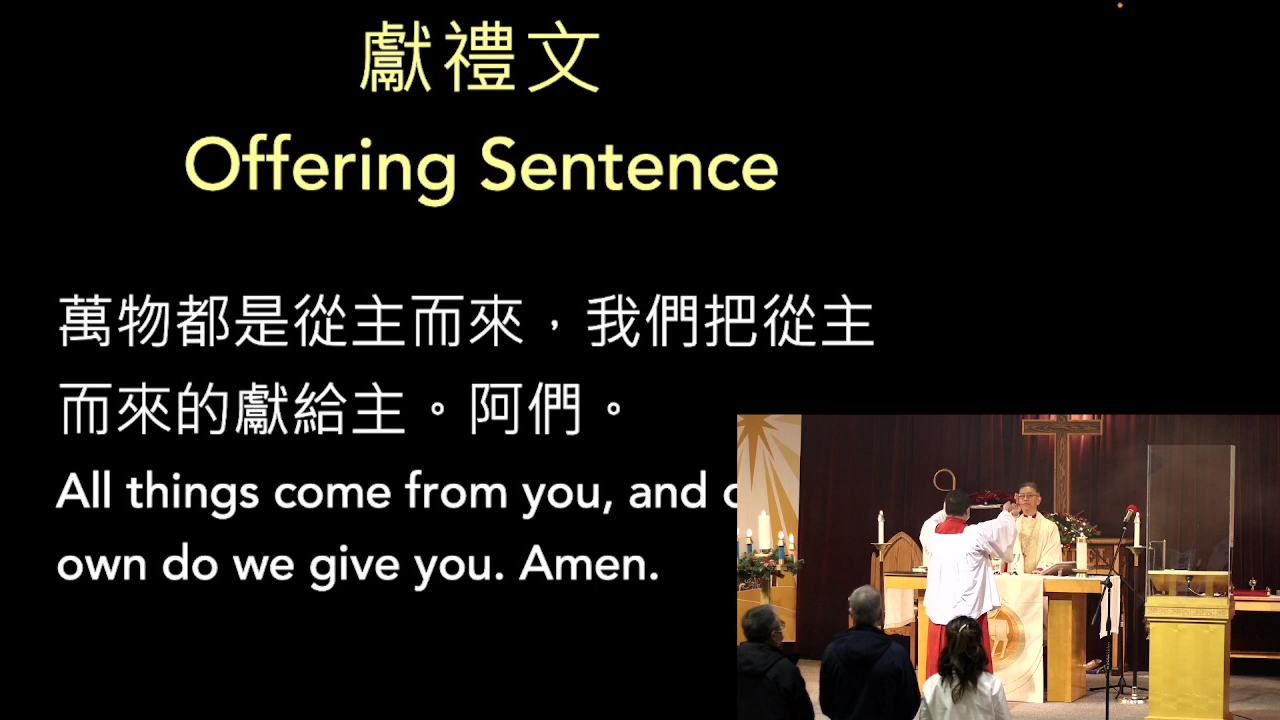 獻禮文
Offering Sentence
萬物都是從主而來，我們把從主
而來的獻給主。阿們。
All things come from you, and
own do we give you. Amen.